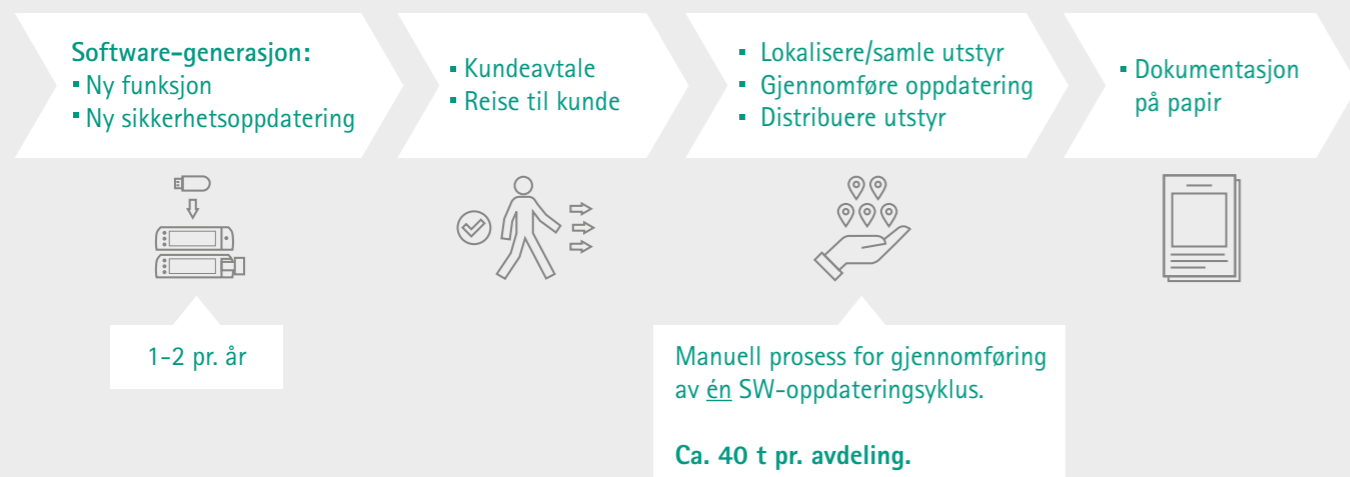 Software-generasjon:
▪ Ny funksjon
▪ Ny sikkerhetsoppdatering
▪ Kundeavtale
▪ Reise til kunde
▪ Lokalisere/samle utstyr
▪ Gjennomføre oppdatering
▪ Distribuere utstyr
▪ Dokumentasjon
på papir
1-2 pr. år
Manuell prosess for gjennomføring
av én SW-oppdateringsyklus.
Ca. 40 t pr. avdeling.